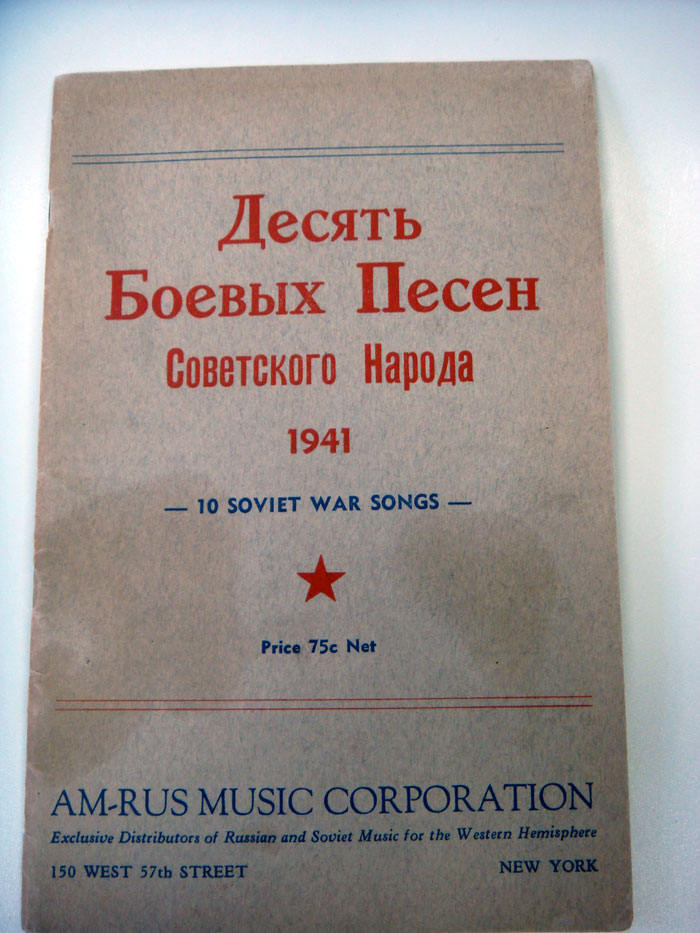 Десять
Боевых Песен
Советского Народа
1941
— 10 SOVIET WAR SONGS —
Price 75c Net
AM-RUS MUSIC CORPORATION
Exclusive Distributors of Russian and Soviet Music for the Western Hemisphere
150 WEST 57th STREET NEW YORK